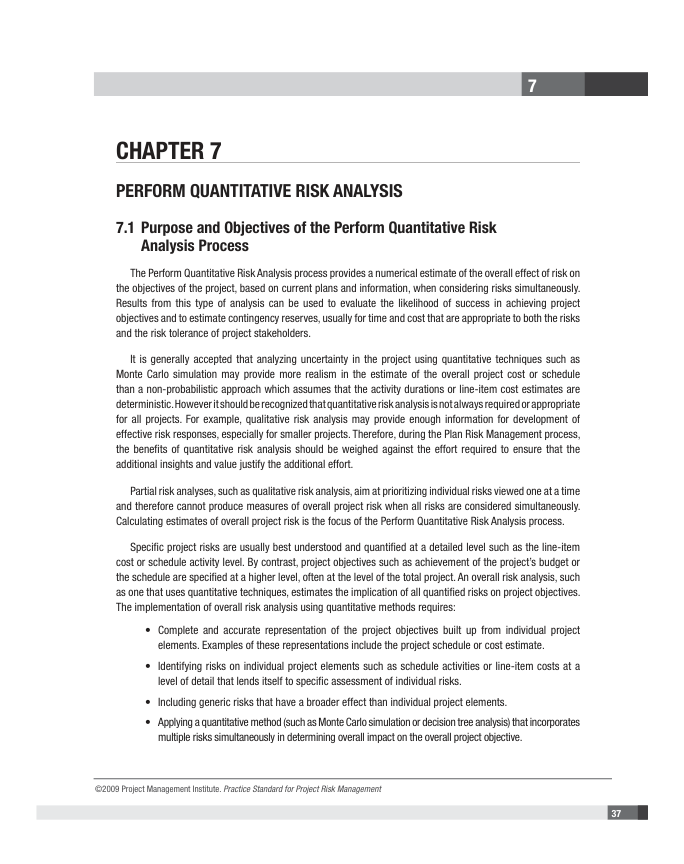 7
CHAPTER 7
PERFORM QUANTITATIVE RISK ANALYSIS
7.1 Purpose and Objectives of the Perform Quantitative Risk
Analysis Process
The Perform Quantitative Risk Analysis process provides a numerical estimate of the overall effect of risk on
the objectives of the project, based on current plans and information, when considering risks simultaneously.
Results from this type of analysis can be used to evaluate the likelihood of success in achieving project
objectives and to estimate contingency reserves, usually for time and cost that are appropriate to both the risks
and the risk tolerance of project stakeholders.
It is generally accepted that analyzing uncertainty in the project using quantitative techniques such as
Monte Carlo simulation may provide more realism in the estimate of the overall project cost or schedule
than a non-probabilistic approach which assumes that the activity durations or line-item cost estimates are
deterministic. However it should be recognized that quantitative risk analysis is not always required or appropriate
for all projects. For example, qualitative risk analysis may provide enough information for development of
effective risk responses, especially for smaller projects. Therefore, during the Plan Risk Management process,
the benefits of quantitative risk analysis should be weighed against the effort required to ensure that the
additional insights and value justify the additional effort.
Partial risk analyses, such as qualitative risk analysis, aim at prioritizing individual risks viewed one at a time
and therefore cannot produce measures of overall project risk when all risks are considered simultaneously.
Calculating estimates of overall project risk is the focus of the Perform Quantitative Risk Analysis process.
Specific project risks are usually best understood and quantified at a detailed level such as the line-item
cost or schedule activity level. By contrast, project objectives such as achievement of the project's budget or
the schedule are specified at a higher level, often at the level of the total project. An overall risk analysis, such
as one that uses quantitative techniques, estimates the implication of all quantified risks on project objectives.
The implementation of overall risk analysis using quantitative methods requires:
• Complete and accurate representation of the project objectives built up from individual project
elements. Examples of these representations include the project schedule or cost estimate.
• Identifying risks on individual project elements such as schedule activities or line-item costs at a
level of detail that lends itself to specific assessment of individual risks.
• Including generic risks that have a broader effect than individual project elements.
• Applying a quantitative method (such as Monte Carlo simulation or decision tree analysis) that incorporates
multiple risks simultaneously in determining overall impact on the overall project objective.
©2009 Project Management Institute. Practice Standard for Project Risk Management
37